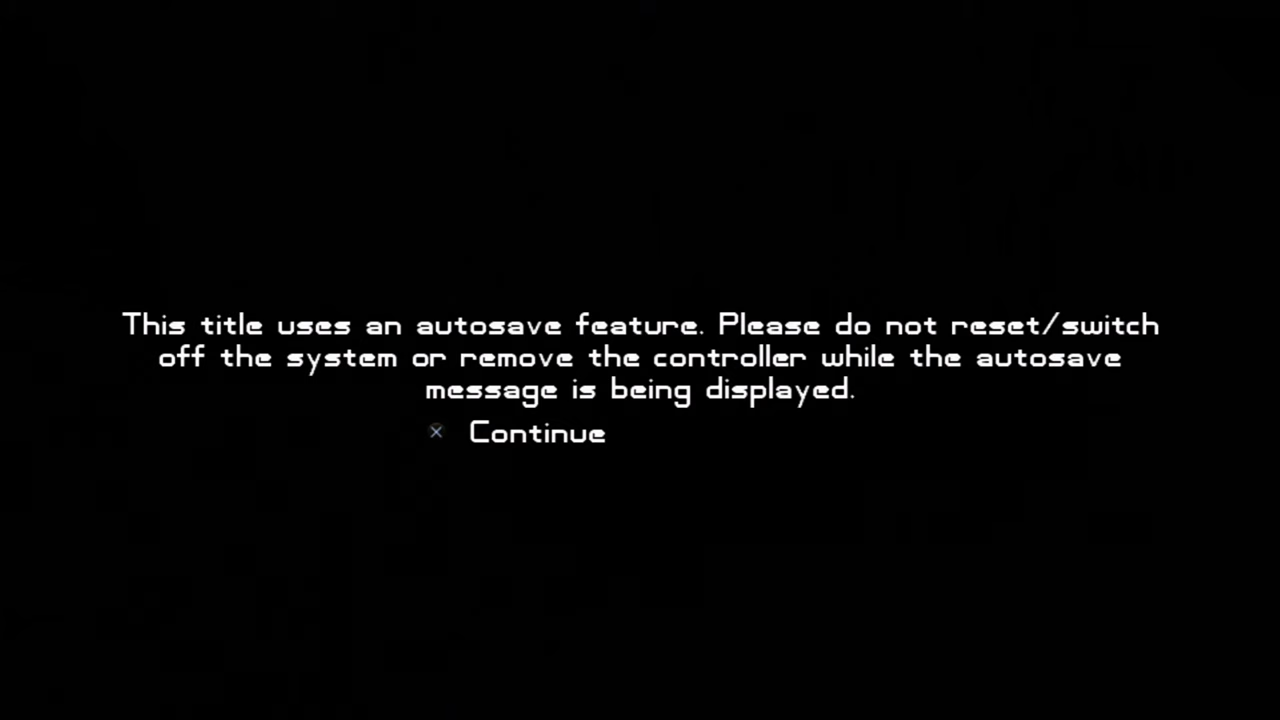 This title uses an autosave feature. Please do not reset/switch
off the system or remove the controller while the autosave
message is being displayed.
Continue